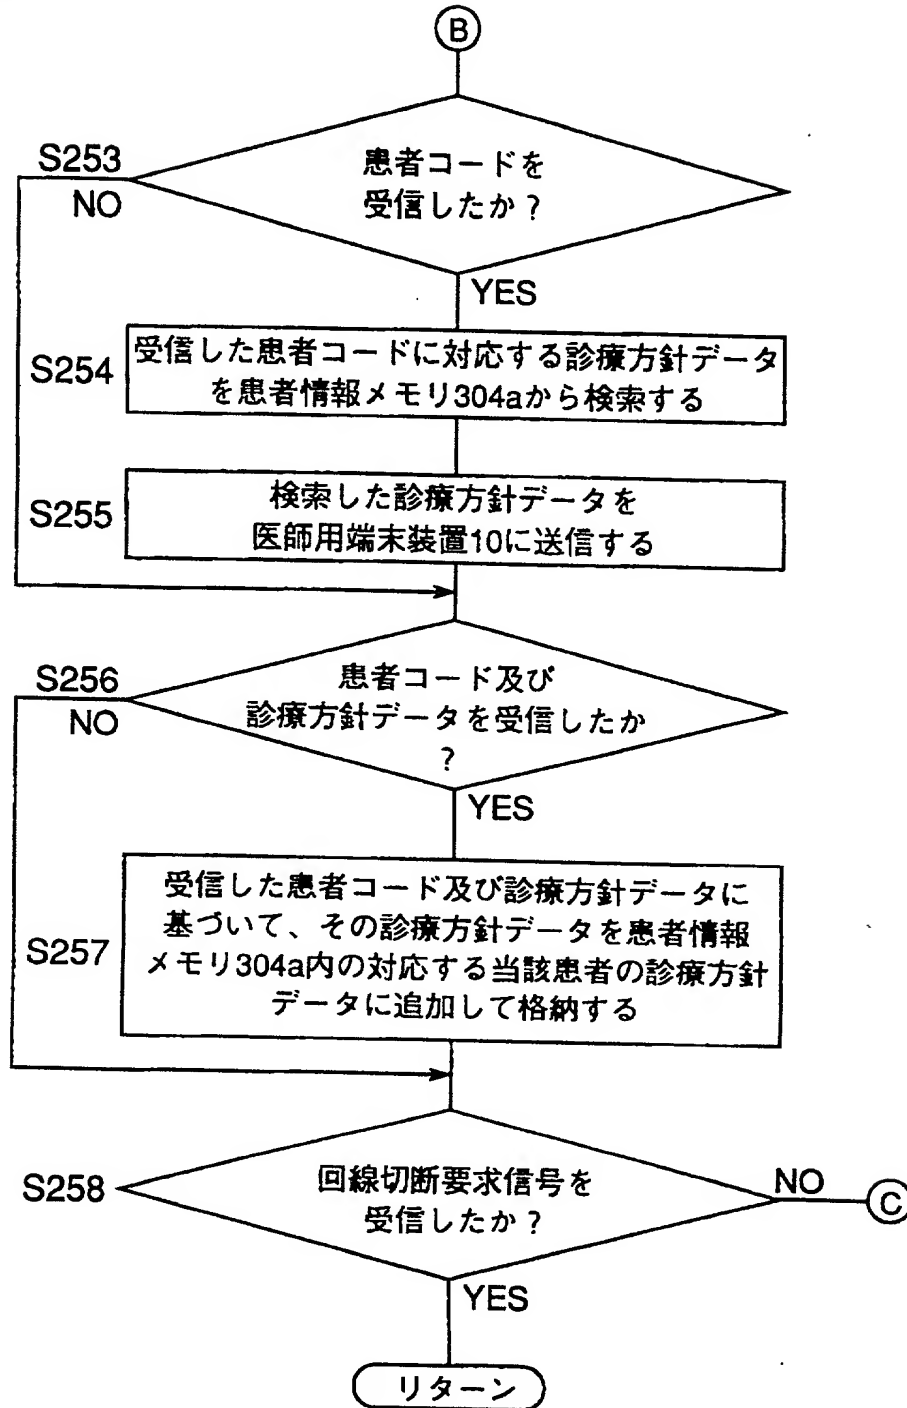 B
S253
NO
患者コードを
受信したか?
YES
S254
受信した患者コードに対応する診療方針データ
を患者情報メモリ304aから検索する
S255
検索した診療方針データを
医師用端末装置10に送信する
S256
NO
患者コード及び
診療方針データを受信したか
?
YES
S257
受信した患者コード及び診療方針データに
基づいて、その診療方針データを患者情報
メモリ304a内の対応する当該患者の診療方針
データに追加して格納する
S258
回線切断要求信号を
受信したか?
NO
C
YES
リターン